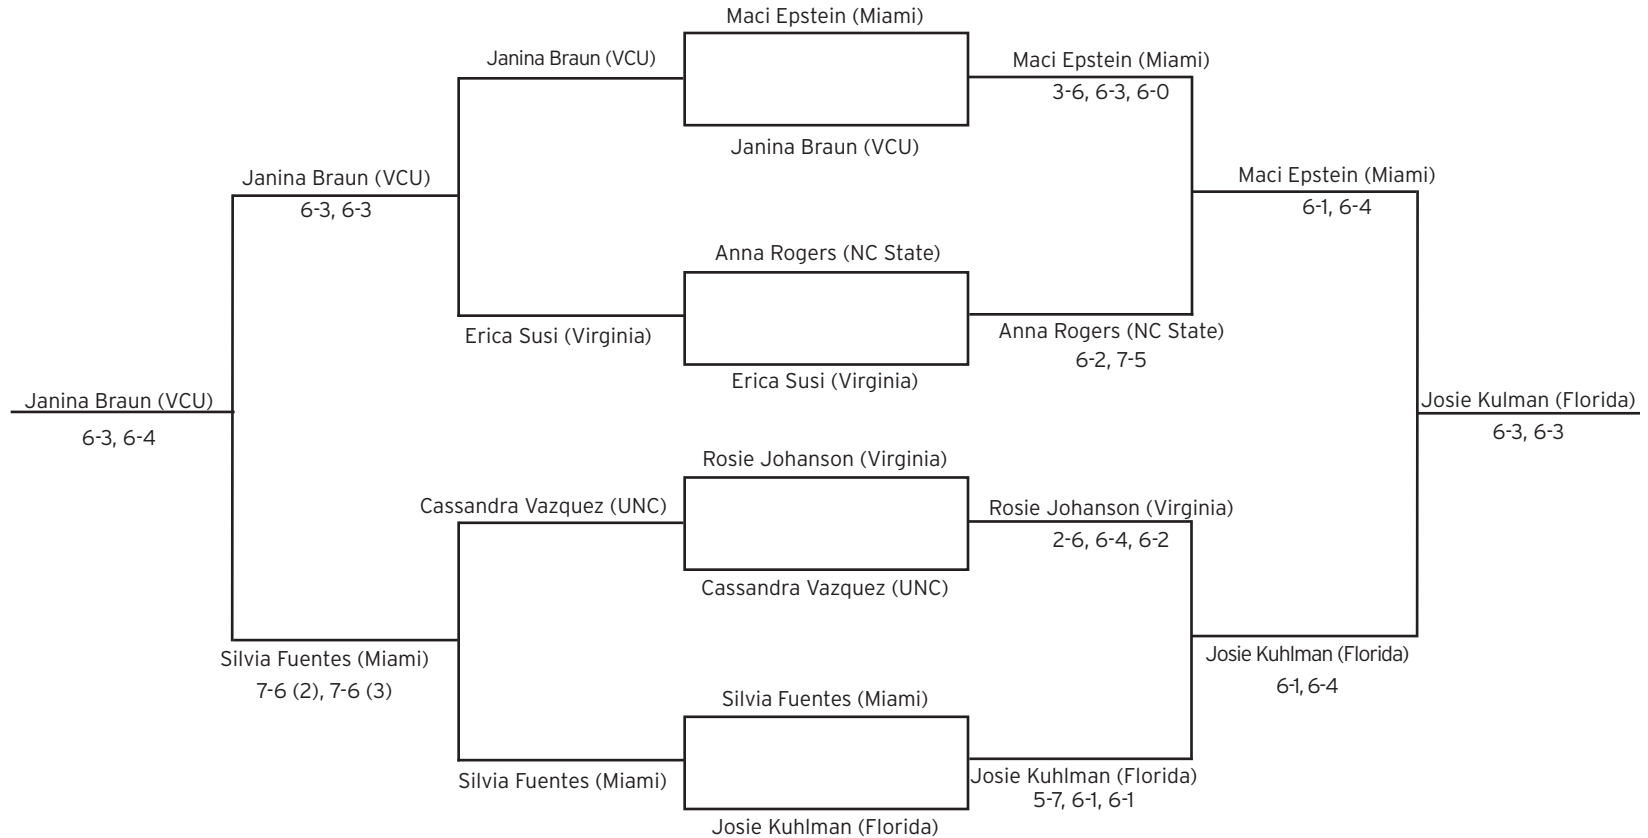 Maci Epstein (Miami)
Janina Braun (VCU)
Maci Epstein (Miami)
3-6, 6-3, 6-0
Janina Braun (VCU)
Janina Braun (VCU)
6-3, 6-3
Maci Epstein (Miami)
6-1, 6-4
Anna Rogers (NC State)
Erica Susi (Virginia)
Anna Rogers (NC State)
6-2, 7-5
Erica Susi (Virginia)
Janina Braun (VCU)
6-3, 6-4
Josie Kulman (Florida)
6-3, 6-3
Rosie Johanson (Virginia)
Cassandra Vazquez (UNC)
Rosie Johanson (Virginia)
2-6, 6-4, 6-2
Cassandra Vazquez (UNC)
Silvia Fuentes (Miami)
7-6 (2), 7-6 (3)
Josie Kuhlman (Florida)
6-1, 6-4
Silvia Fuentes (Miami)
Silvia Fuentes (Miami)
Josie Kuhlman (Florida)
5-7, 6-1, 6-1
Josie Kuhlman (Florida)